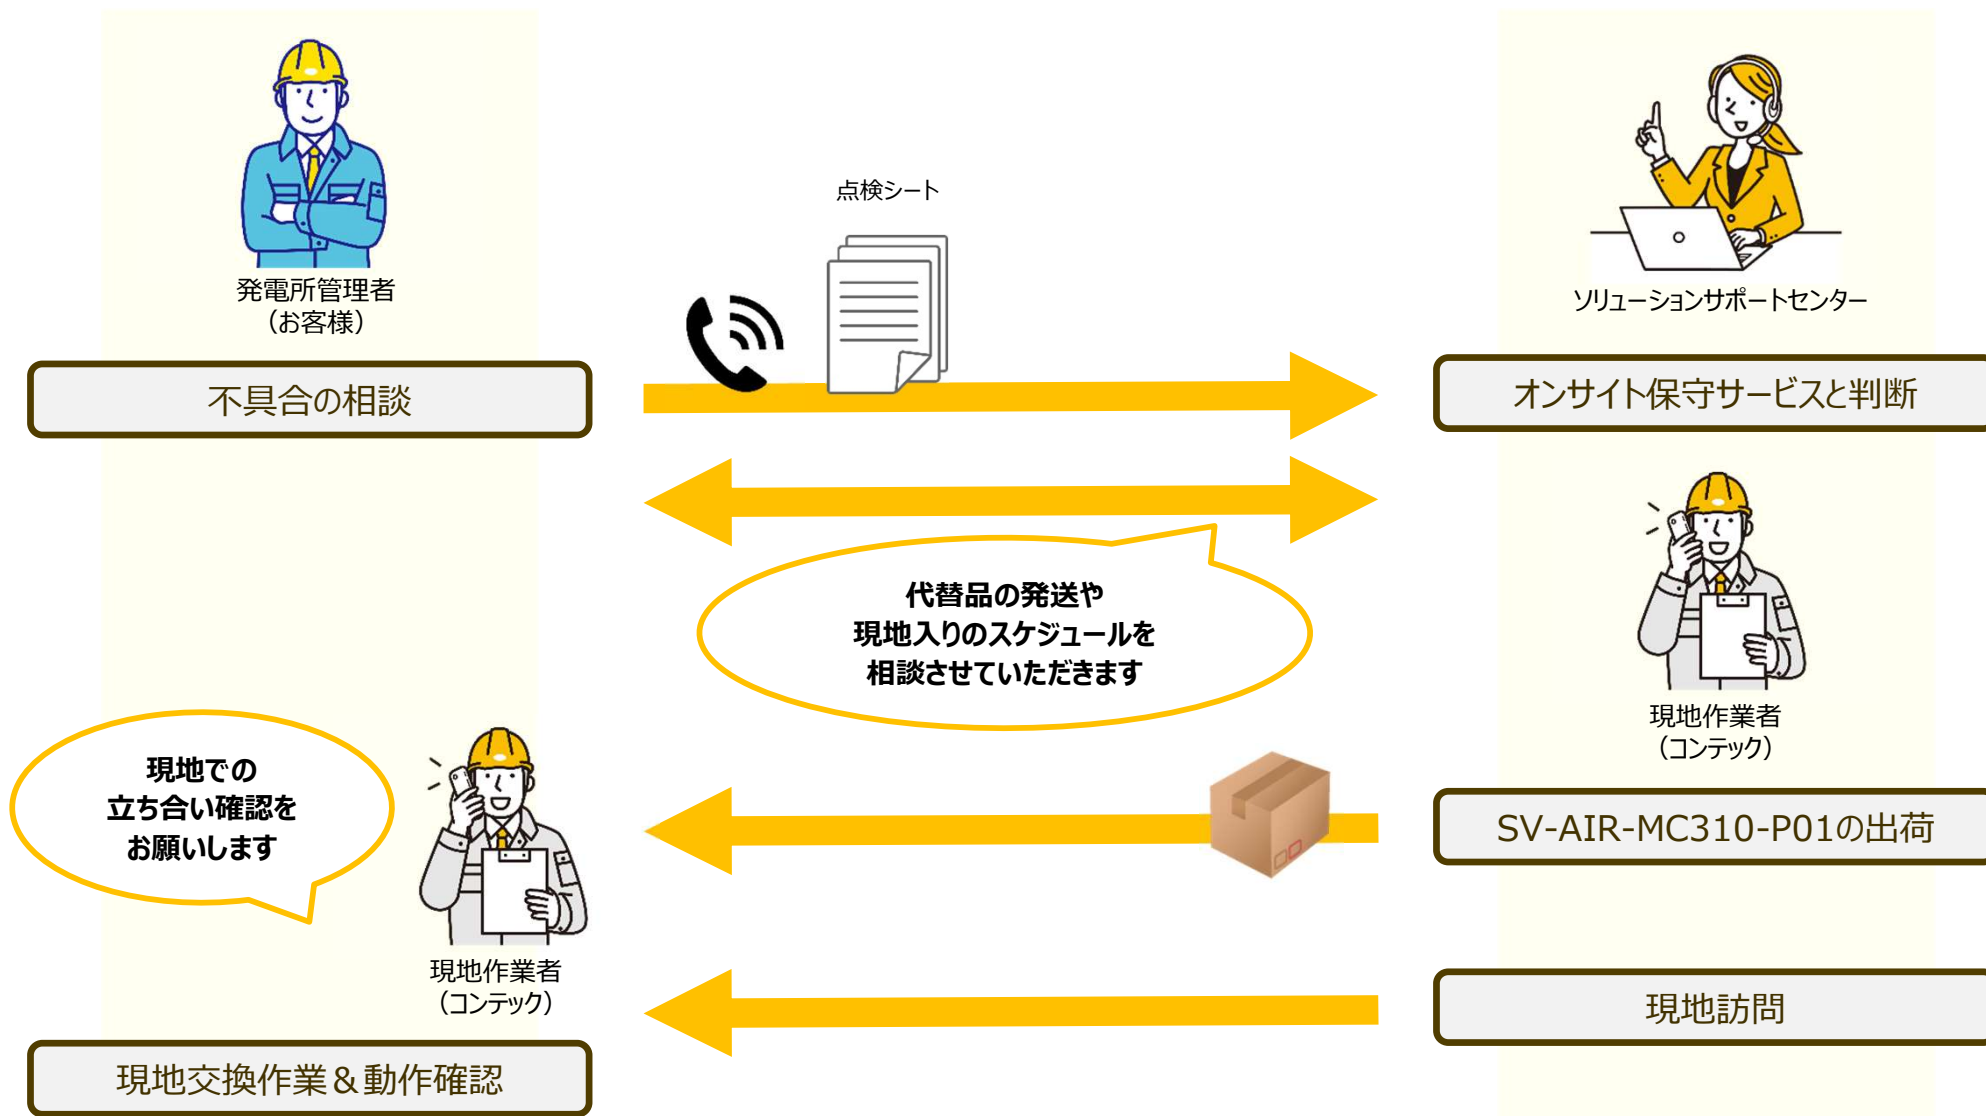 点検シート
発電所管理者
（お客様）
ソリューションサポートセンター
不具合の相談
オンサイト保守サービスと判断
代替品の発送や
現地入りのスケジュールを
相談させていただきます
現地作業者
（コンテック）
現地での
立ち合い確認を
お願いします
SV-AIR-MC310-P01の出荷
現地作業者
（コンテック）
現地訪問
現地交換作業＆動作確認